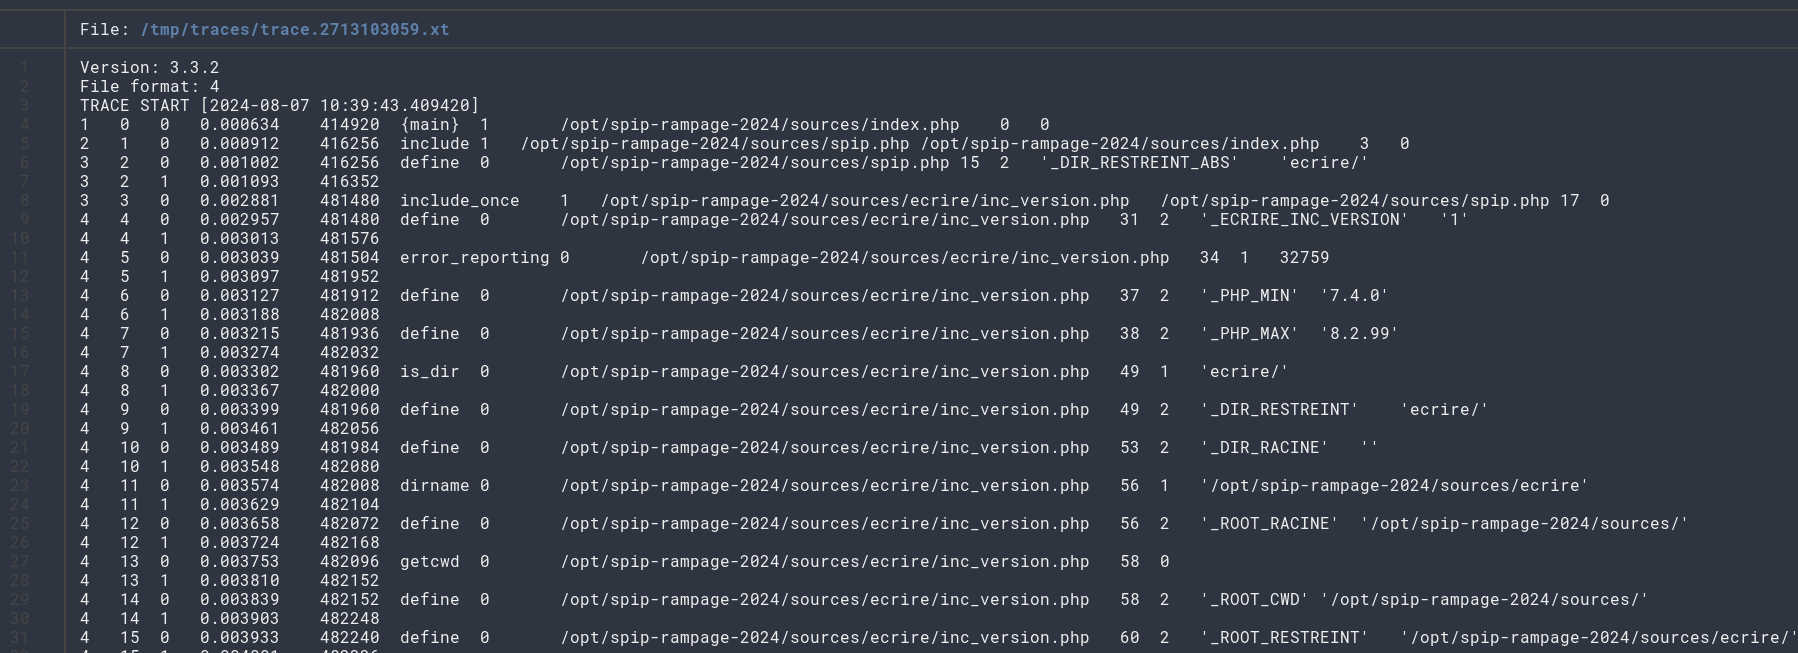 File: /tmp/traces/trace.2713103059.xt
1 Version: 3.3.2
2 File format: 4
3 TRACE START [2024-08-07 10:39:43.409420]
4 1 0 0 0.000634 414920 {main} 1 /opt/spip-rampage-2024/sources/index.php 0 0
5 2 1 0 0.000912 416256 include 1 /opt/spip-rampage-2024/sources/spip.php /opt/spip-rampage-2024/sources/index.php 3 0
6 3 2 0 0.001002 416256 define 0 /opt/spip-rampage-2024/sources/spip.php 15 2 '_DIR_RESTREINT_ABS' 'ecrire/'
7 3 2 1 0.001093 416352
8 3 3 0 0.002881 481480 include_once 1 /opt/spip-rampage-2024/sources/ecrire/inc_version.php /opt/spip-rampage-2024/sources/spip.php 17 0
9 4 4 0 0.002957 481480 define 0 /opt/spip-rampage-2024/sources/ecrire/inc_version.php 31 2 '_ECRIRE_INC_VERSION' '1'
10 4 4 1 0.003013 481576
11 4 5 0 0.003039 481504 error_reporting 0 /opt/spip-rampage-2024/sources/ecrire/inc_version.php 34 1 32759
12 4 5 1 0.003097 481952
13 4 6 0 0.003127 481912 define 0 /opt/spip-rampage-2024/sources/ecrire/inc_version.php 37 2 '_PHP_MIN' '7.4.0'
14 4 6 1 0.003188 482008
15 4 7 0 0.003215 481936 define 0 /opt/spip-rampage-2024/sources/ecrire/inc_version.php 38 2 '_PHP_MAX' '8.2.99'
16 4 7 1 0.003274 482032
17 4 8 0 0.003302 481960 is_dir 0 /opt/spip-rampage-2024/sources/ecrire/inc_version.php 49 1 'ecrire/'
18 4 8 1 0.003367 482000
19 4 9 0 0.003399 481960 define 0 /opt/spip-rampage-2024/sources/ecrire/inc_version.php 49 2 '_DIR_RESTREINT' 'ecrire/'
20 4 9 1 0.003461 482056
21 4 10 0 0.003489 481984 define 0 /opt/spip-rampage-2024/sources/ecrire/inc_version.php 53 2 '_DIR_RACINE' ''
22 4 10 1 0.003548 482080
23 4 11 0 0.003574 482008 dirname 0 /opt/spip-rampage-2024/sources/ecrire/inc_version.php 56 1 '/opt/spip-rampage-2024/sources/ecrire'
24 4 11 1 0.003629 482104
25 4 12 0 0.003658 482072 define 0 /opt/spip-rampage-2024/sources/ecrire/inc_version.php 56 2 '_ROOT_RACINE' '/opt/spip-rampage-2024/sources/'
26 4 12 1 0.003724 482168
27 4 13 0 0.003753 482096 getcwd 0 /opt/spip-rampage-2024/sources/ecrire/inc_version.php 58 0
28 4 13 1 0.003810 482152
29 4 14 0 0.003839 482152 define 0 /opt/spip-rampage-2024/sources/ecrire/inc_version.php 58 2 '_ROOT_CWD' '/opt/spip-rampage-2024/sources/'
30 4 14 1 0.003903 482248
31 4 15 0 0.003933 482240 define 0 /opt/spip-rampage-2024/sources/ecrire/inc_version.php 60 2 '_ROOT_RESTREINT' '/opt/spip-rampage-2024/sources/ecrire/'